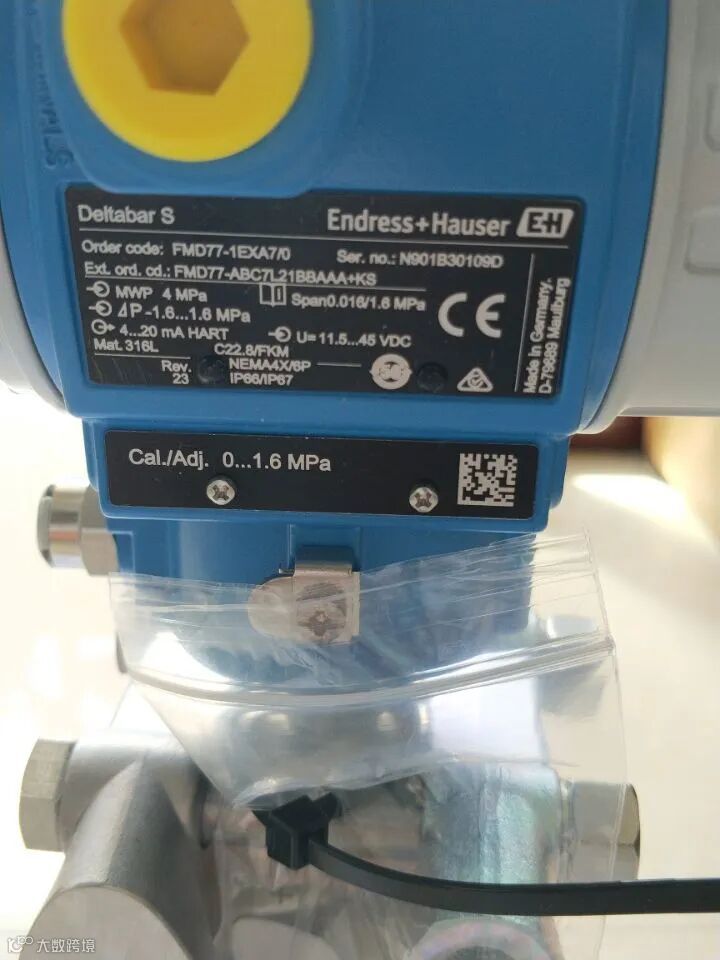 Deltabar S
Endress+Hauser EH
Order code: FMD77-1EXA7/0 Ser. no.: N901B30109D
Ext. ord. cd.: FMD77-ABC7L21BBAAA+KS
MWP 4 MPa Span0.016/1.6 MPa
ΔP -1.6...1.6 MPa
4...20 mA HART U=11.5...45 VDC
Mat. 316L C22.8/FKM
Rev. 23 NEMA4X/6P
IP66/IP67
CE
Made in Germany,
D-79689 Maulburg
Cal./Adj. 0...1.6 MPa
大数跨境